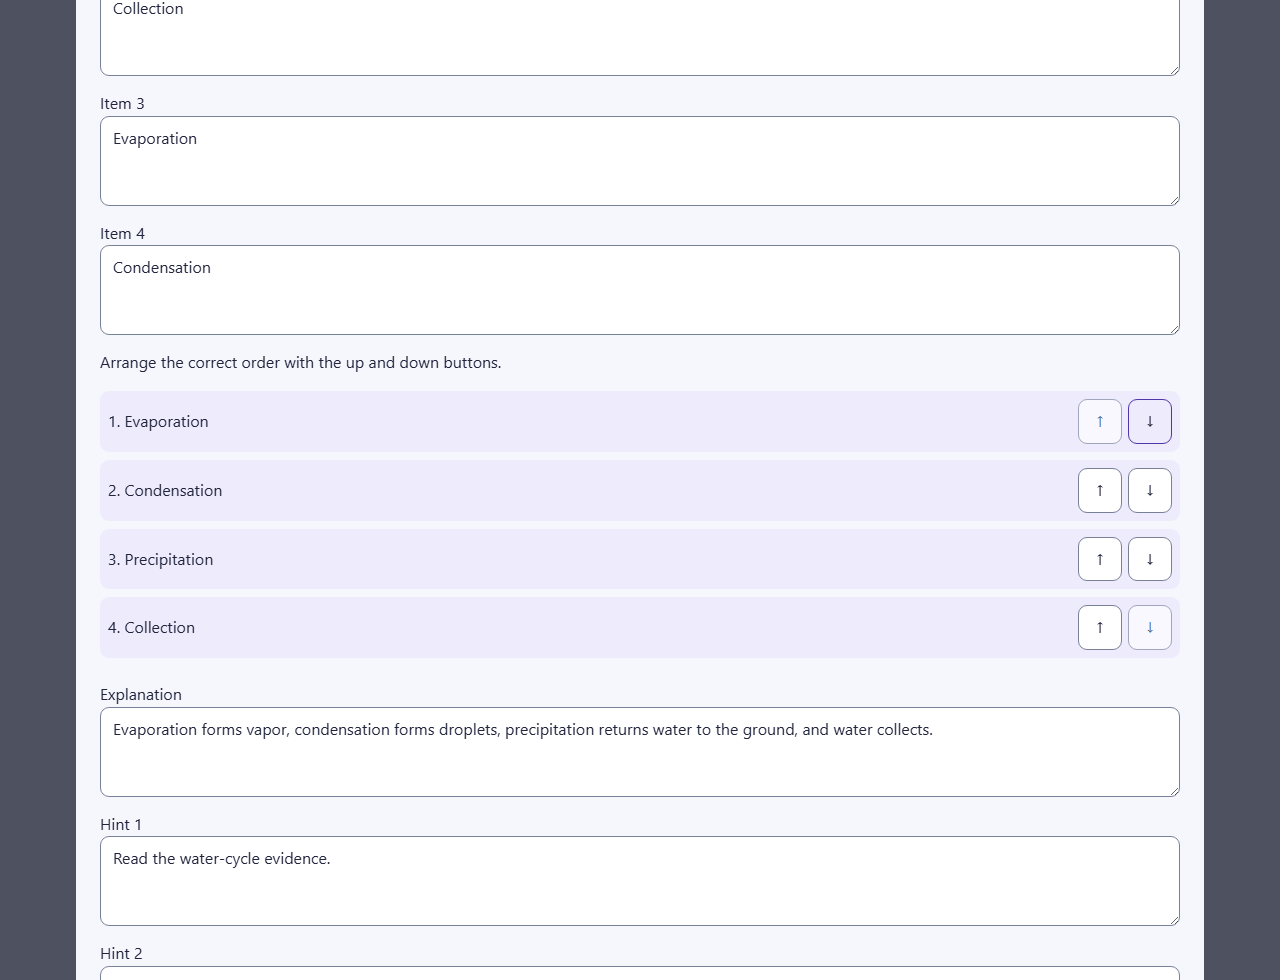 Collection
Item 3
Evaporation
Item 4
Condensation
Arrange the correct order with the up and down buttons.
1. Evaporation ↑ ↓
2. Condensation ↑ ↓
3. Precipitation ↑ ↓
4. Collection ↑ ↓
Explanation
Evaporation forms vapor, condensation forms droplets, precipitation returns water to the ground, and water collects.
Hint 1
Read the water-cycle evidence.
Hint 2